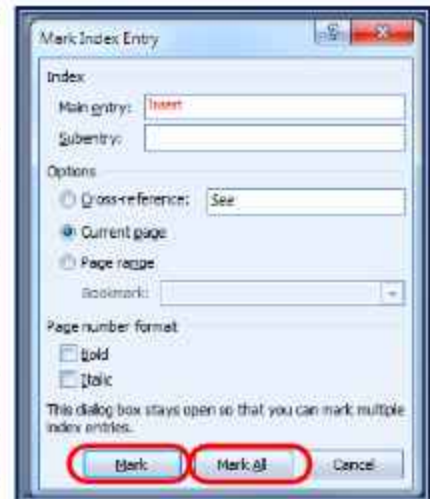 Mark Index Entry
Index
Main entry: Insert
Subentry:
Options
Cross-reference: See
Current page
Page range
Bookmark:
Page number format
Bold
Italic
This dialog box stays open so that you can mark multiple
index entries.
Mark Mark All Cancel